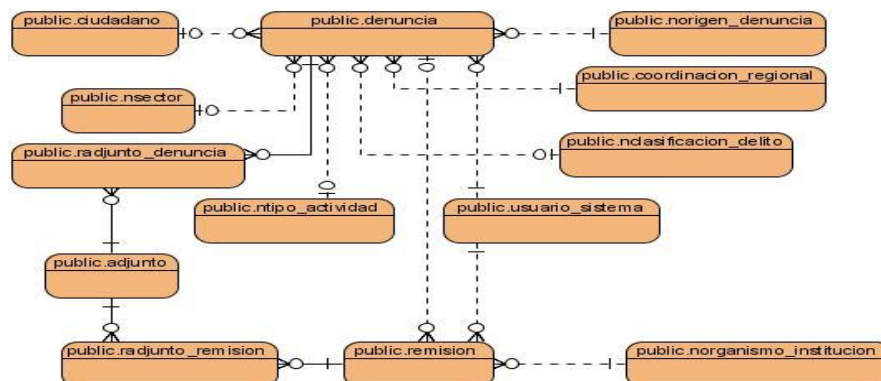 public.ciudadano
public.denuncia
public.norigen_denuncia
public.coordinacion_regional
public.nsector
public.nclasificacion_delito
public.radjunto_denuncia
public.ntipo_actividad
public.usuario_sistema
public.adjunto
public.radjunto_remision
public.remision
public.norganismo_institucion